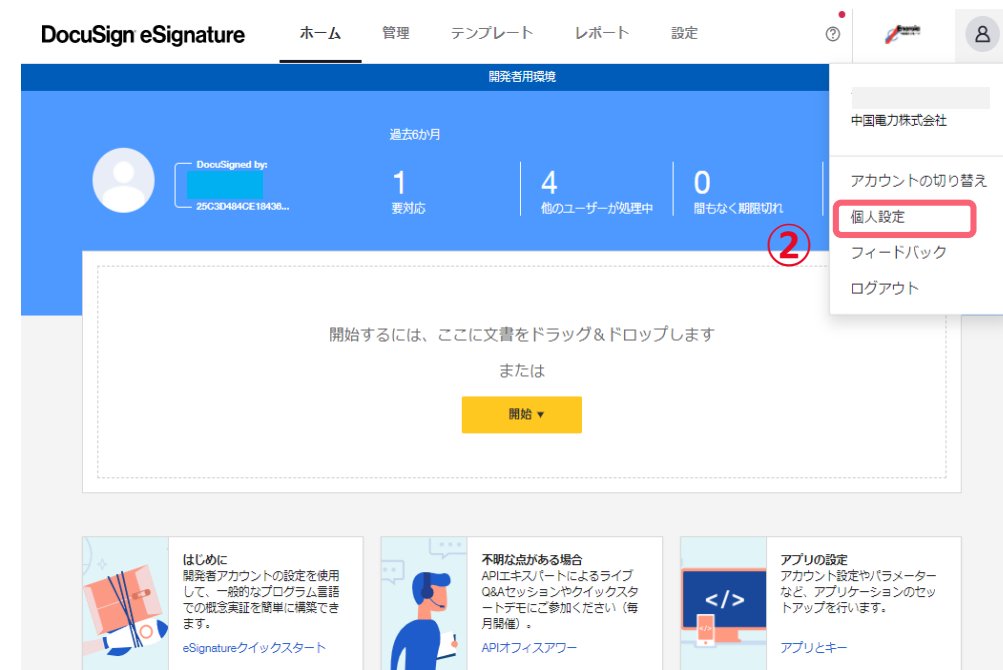 DocuSign eSignature
ホーム
管理
テンプレート
レポート
設定
?
開発者用環境
中国電力株式会社
アカウントの切り替え
個人設定
フィードバック
ログアウト
②
過去6か月
DocuSigned by:
25C3D484CE18436...
1
要対応
4
他のユーザーが処理中
0
間もなく期限切れ
開始するには、ここに文書をドラッグ&ドロップします
または
開始 ▼
はじめに
開発者アカウントの設定を使用
して、一般的なプログラム言語
での概念実証を簡単に構築でき
ます。
eSignatureクイックスタート
不明な点がある場合
APIエキスパートによるライブ
Q&Aセッションやクイックスタ
ートデモにご参加ください（毎
月開催）。
APIオフィスアワー
</>
</>
アプリの設定
アカウント設定やパラメーター
など、アプリケーションのセッ
トアップを行います。
アプリとキー